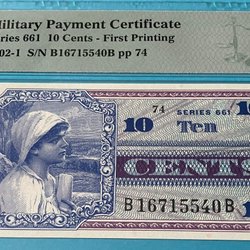 Military Payment Certificate
Series 661 10 Cents - First Printing
02-1 S/N B16715540B pp 74
74 SERIES 661
10 Ten 10
CENTS
B16715540B